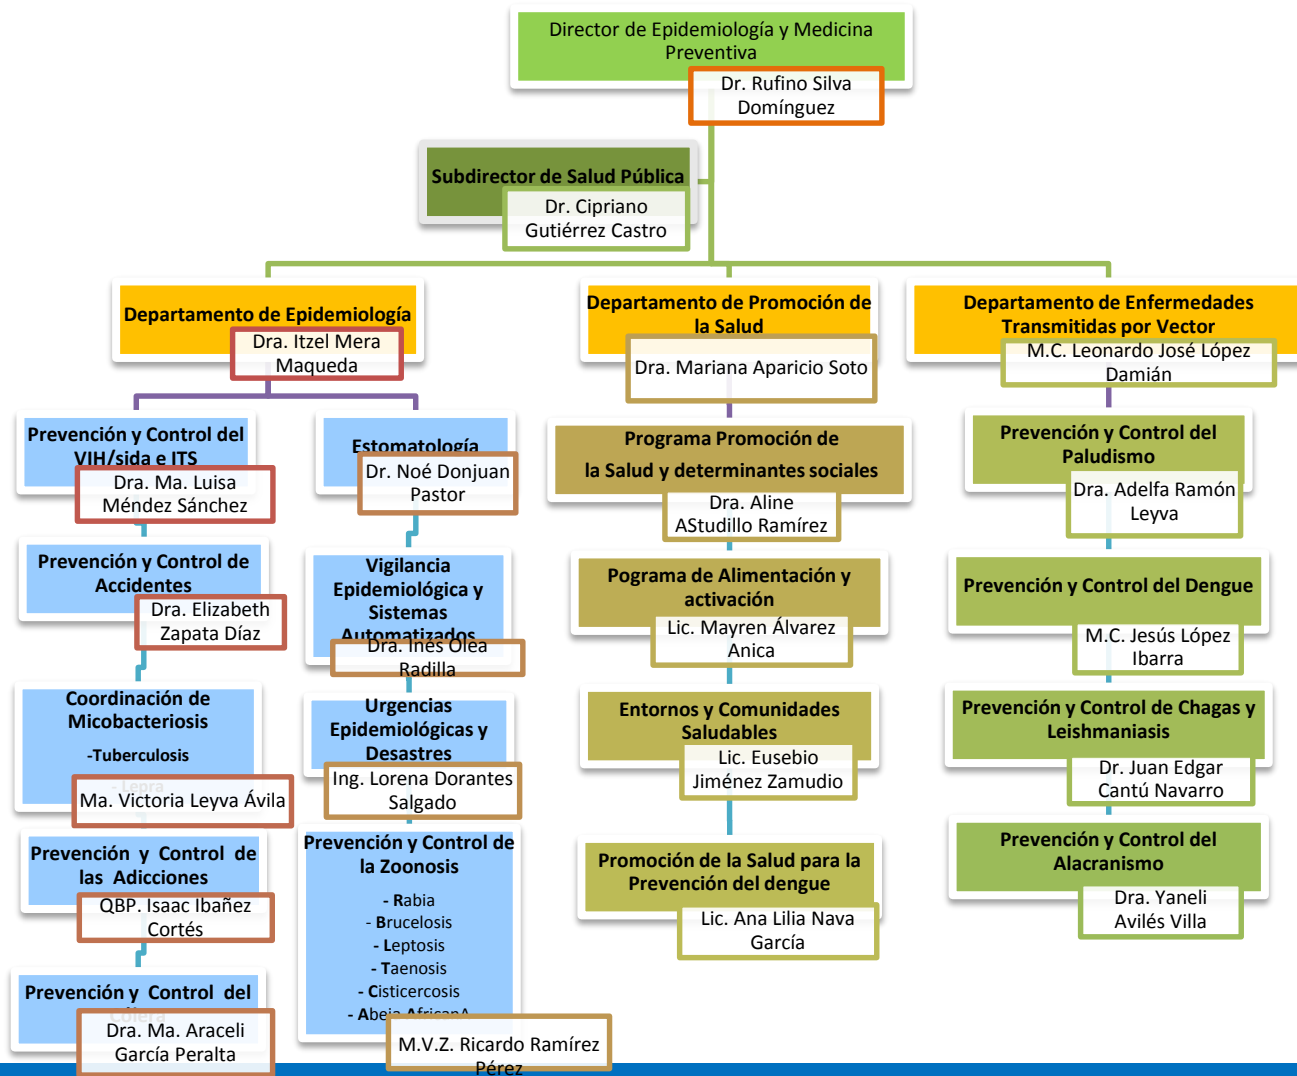 Director de Epidemiología y Medicina
Preventiva
Dr. Rufino Silva
Domínguez
Subdirector de Salud Pública
Dr. Cipriano
Gutiérrez Castro
Departamento de Epidemiología
Dra. Itzel Mera
Maqueda
Departamento de Promoción de
la Salud
Dra. Mariana Aparicio Soto
Departamento de Enfermedades
Transmitidas por Vector
M.C. Leonardo José López
Damián
Prevención y Control del
VIH/sida e ITS
Dra. Ma. Luisa
Méndez Sánchez
Prevención y Control de
Accidentes
Dra. Elizabeth
Zapata Díaz
Coordinación de
Micobacteriosis
-Tuberculosis
- Lepra
Ma. Victoria Leyva Ávila
Prevención y Control de
las Adicciones
QBP. Isaac Ibañez
Cortés
Prevención y Control del
Cólera
Dra. Ma. Araceli
García Peralta
Estomatología
Dr. Noé Donjuan
Pastor
Vigilancia
Epidemiológica y
Sistemas
Automatizados
Dra. Inés Olea
Radilla
Urgencias
Epidemiológicas y
Desastres
Ing. Lorena Dorantes
Salgado
Prevención y Control de
la Zoonosis
- Rabia
- Brucelosis
- Leptosis
- Taenosis
- Cisticercosis
- Abeja AfricanA
M.V.Z. Ricardo Ramírez
Pérez
Programa Promoción de
la Salud y determinantes sociales
Dra. Aline
AStudillo Ramírez
Pograma de Alimentación y
activación
Lic. Mayren Álvarez
Anica
Entornos y Comunidades
Saludables
Lic. Eusebio
Jiménez Zamudio
Promoción de la Salud para la
Prevención del dengue
Lic. Ana Lilia Nava
García
Prevención y Control del
Paludismo
Dra. Adelfa Ramón
Leyva
Prevención y Control del Dengue
M.C. Jesús López
Ibarra
Prevención y Control de Chagas y
Leishmaniasis
Dr. Juan Edgar
Cantú Navarro
Prevención y Control del
Alacranismo
Dra. Yaneli
Avilés Villa